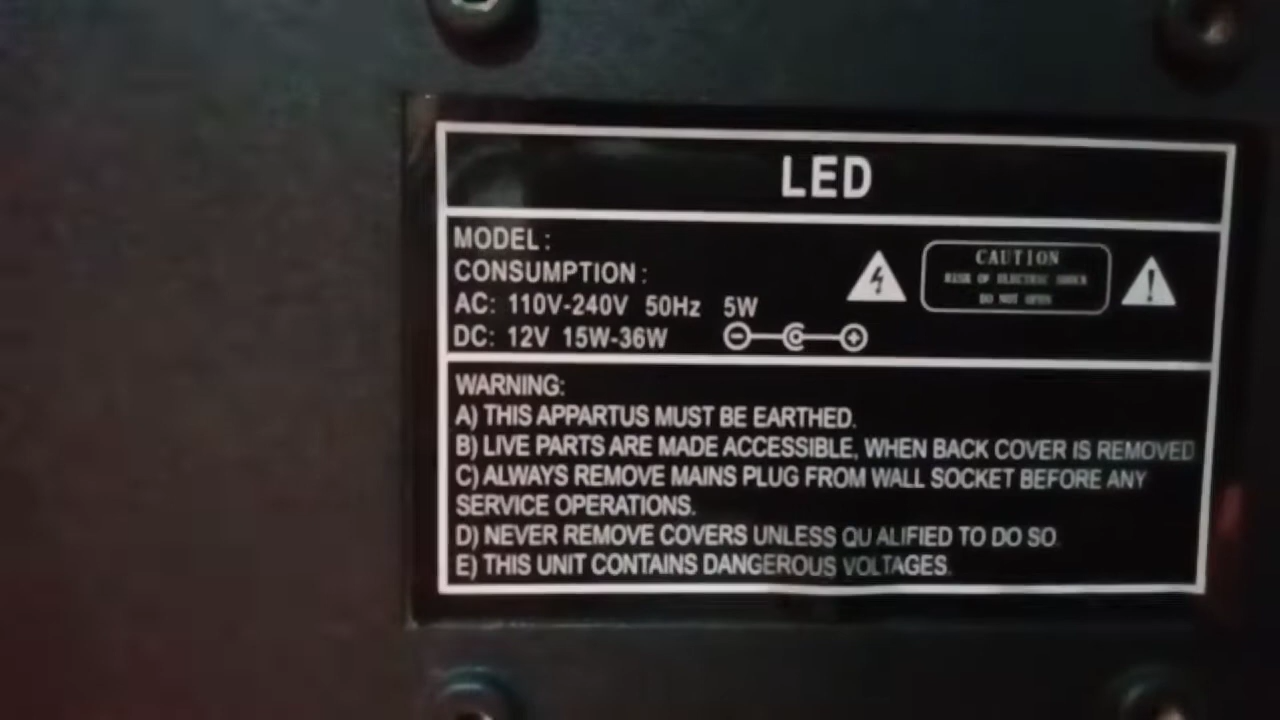 LED
MODEL:
CONSUMPTION:
AC: 110V-240V 50Hz 5W
DC: 12V 15W-36W
CAUTION
RISK OF ELECTRIC SHOCK
DO NOT OPEN
WARNING:
A) THIS APPARTUS MUST BE EARTHED.
B) LIVE PARTS ARE MADE ACCESSIBLE, WHEN BACK COVER IS REMOVED
C) ALWAYS REMOVE MAINS PLUG FROM WALL SOCKET BEFORE ANY
SERVICE OPERATIONS.
D) NEVER REMOVE COVERS UNLESS QU ALIFIED TO DO SO.
E) THIS UNIT CONTAINS DANGEROUS VOLTAGES.